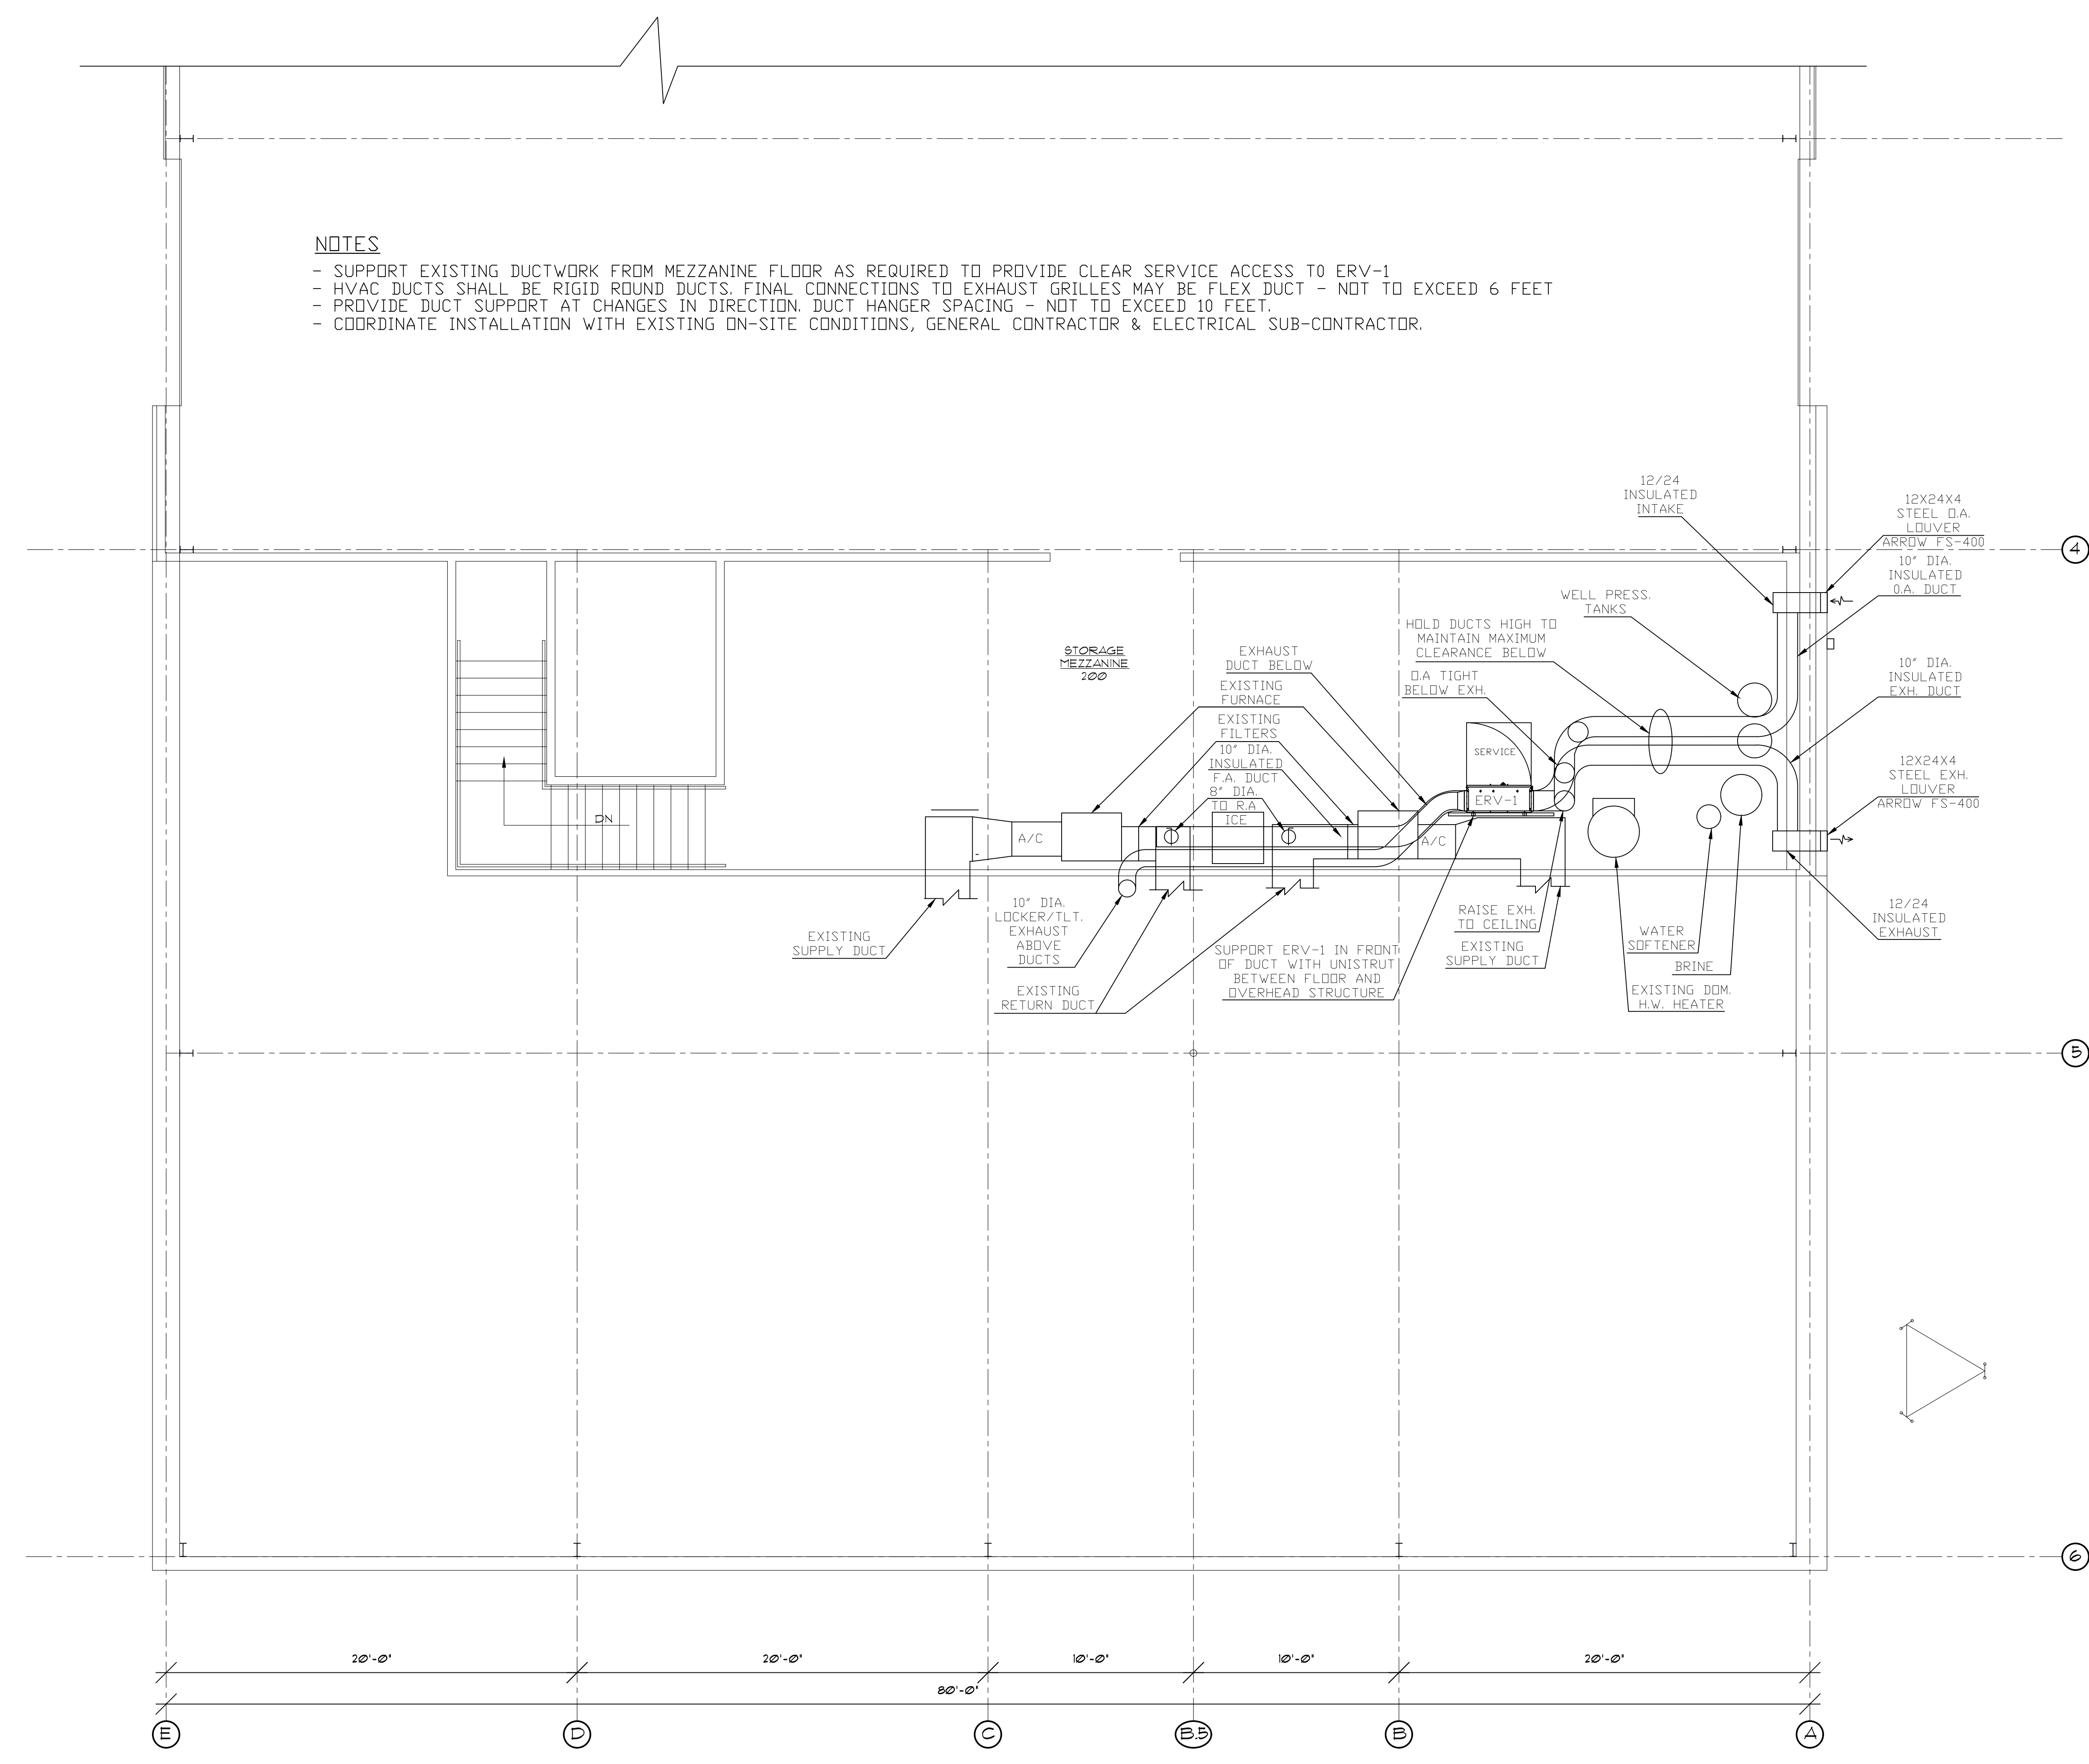 NOTES
- SUPPORT EXISTING DUCTWORK FROM MEZZANINE FLOOR AS REQUIRED TO PROVIDE CLEAR SERVICE ACCESS TO ERV-1
- HVAC DUCTS SHALL BE RIGID ROUND DUCTS. FINAL CONNECTIONS TO EXHAUST GRILLES MAY BE FLEX DUCT - NOT TO EXCEED 6 FEET
- PROVIDE DUCT SUPPORT AT CHANGES IN DIRECTION. DUCT HANGER SPACING - NOT TO EXCEED 10 FEET.
- COORDINATE INSTALLATION WITH EXISTING ON-SITE CONDITIONS, GENERAL CONTRACTOR & ELECTRICAL SUB-CONTRACTOR.
12/24
INSULATED
INTAKE
12X24X4
STEEL O.A.
LOUVER
ARROW FS-400
4
10" DIA.
INSULATED
O.A. DUCT
WELL PRESS.
TANKS
HOLD DUCTS HIGH TO
MAINTAIN MAXIMUM
CLEARANCE BELOW
STORAGE
MEZZANINE
200
EXHAUST
DUCT BELOW
O.A TIGHT
BELOW EXH.
10" DIA.
INSULATED
EXH. DUCT
EXISTING
FURNACE
EXISTING
FILTERS
10" DIA.
INSULATED
F.A. DUCT
8" DIA.
TO R.A
ICE
SERVICE
ERV-1
12X24X4
STEEL EXH.
LOUVER
ARROW FS-400
DN
A/C
A/C
10" DIA.
LOCKER/TLT.
EXHAUST
ABOVE
DUCTS
EXISTING
SUPPLY DUCT
RAISE EXH.
TO CEILING
12/24
INSULATED
EXHAUST
SUPPORT ERV-1 IN FRONT
OF DUCT WITH UNISTRUT
BETWEEN FLOOR AND
OVERHEAD STRUCTURE
EXISTING
SUPPLY DUCT
WATER
SOFTENER
BRINE
EXISTING
RETURN DUCT
EXISTING DOM.
H.W. HEATER
5
6
20'-0"
20'-0"
10'-0"
10'-0"
20'-0"
80'-0"
E
D
C
B.5
B
A